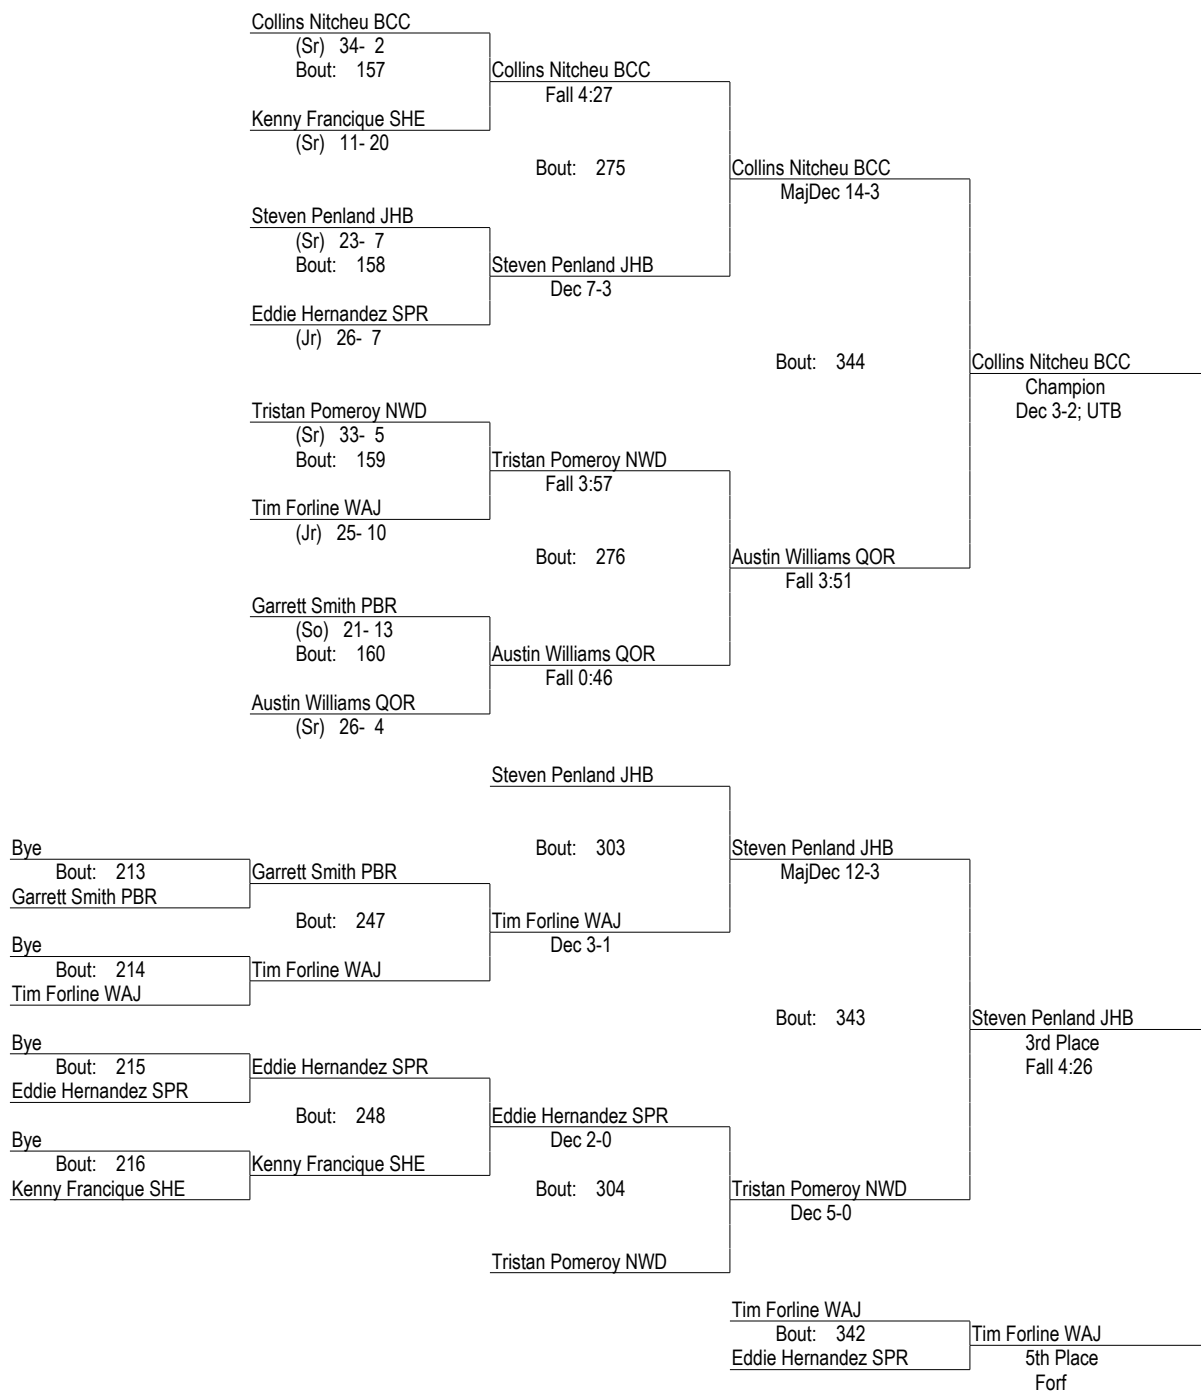 Collins Nitcheu BCC
(Sr) 34- 2
Bout: 157
Collins Nitcheu BCC
Fall 4:27
Kenny Francique SHE
(Sr) 11- 20
Bout: 275
Collins Nitcheu BCC
MajDec 14-3
Steven Penland JHB
(Sr) 23- 7
Bout: 158
Steven Penland JHB
Dec 7-3
Eddie Hernandez SPR
(Jr) 26- 7
Bout: 344
Collins Nitcheu BCC
Champion
Dec 3-2; UTB
Tristan Pomeroy NWD
(Sr) 33- 5
Bout: 159
Tristan Pomeroy NWD
Fall 3:57
Tim Forline WAJ
(Jr) 25- 10
Bout: 276
Austin Williams QOR
Fall 3:51
Garrett Smith PBR
(So) 21- 13
Bout: 160
Austin Williams QOR
Fall 0:46
Austin Williams QOR
(Sr) 26- 4
Steven Penland JHB
Bye
Bout: 213
Garrett Smith PBR
Garrett Smith PBR
Bout: 303
Steven Penland JHB
MajDec 12-3
Bout: 247
Tim Forline WAJ
Dec 3-1
Bye
Bout: 214
Tim Forline WAJ
Tim Forline WAJ
Bout: 343
Steven Penland JHB
3rd Place
Fall 4:26
Bye
Bout: 215
Eddie Hernandez SPR
Eddie Hernandez SPR
Bout: 248
Eddie Hernandez SPR
Dec 2-0
Bye
Bout: 216
Kenny Francique SHE
Kenny Francique SHE
Bout: 304
Tristan Pomeroy NWD
Dec 5-0
Tristan Pomeroy NWD
Tim Forline WAJ
Bout: 342
Eddie Hernandez SPR
Tim Forline WAJ
5th Place
Forf